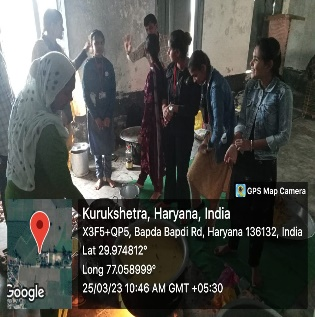 GPS Map Camera
Kurukshetra, Haryana, India
X3F5+QP5, Bapda Bapdi Rd, Haryana 136132, India
Lat 29.974812°
Long 77.058999°
25/03/23 10:46 AM GMT +05:30
Google